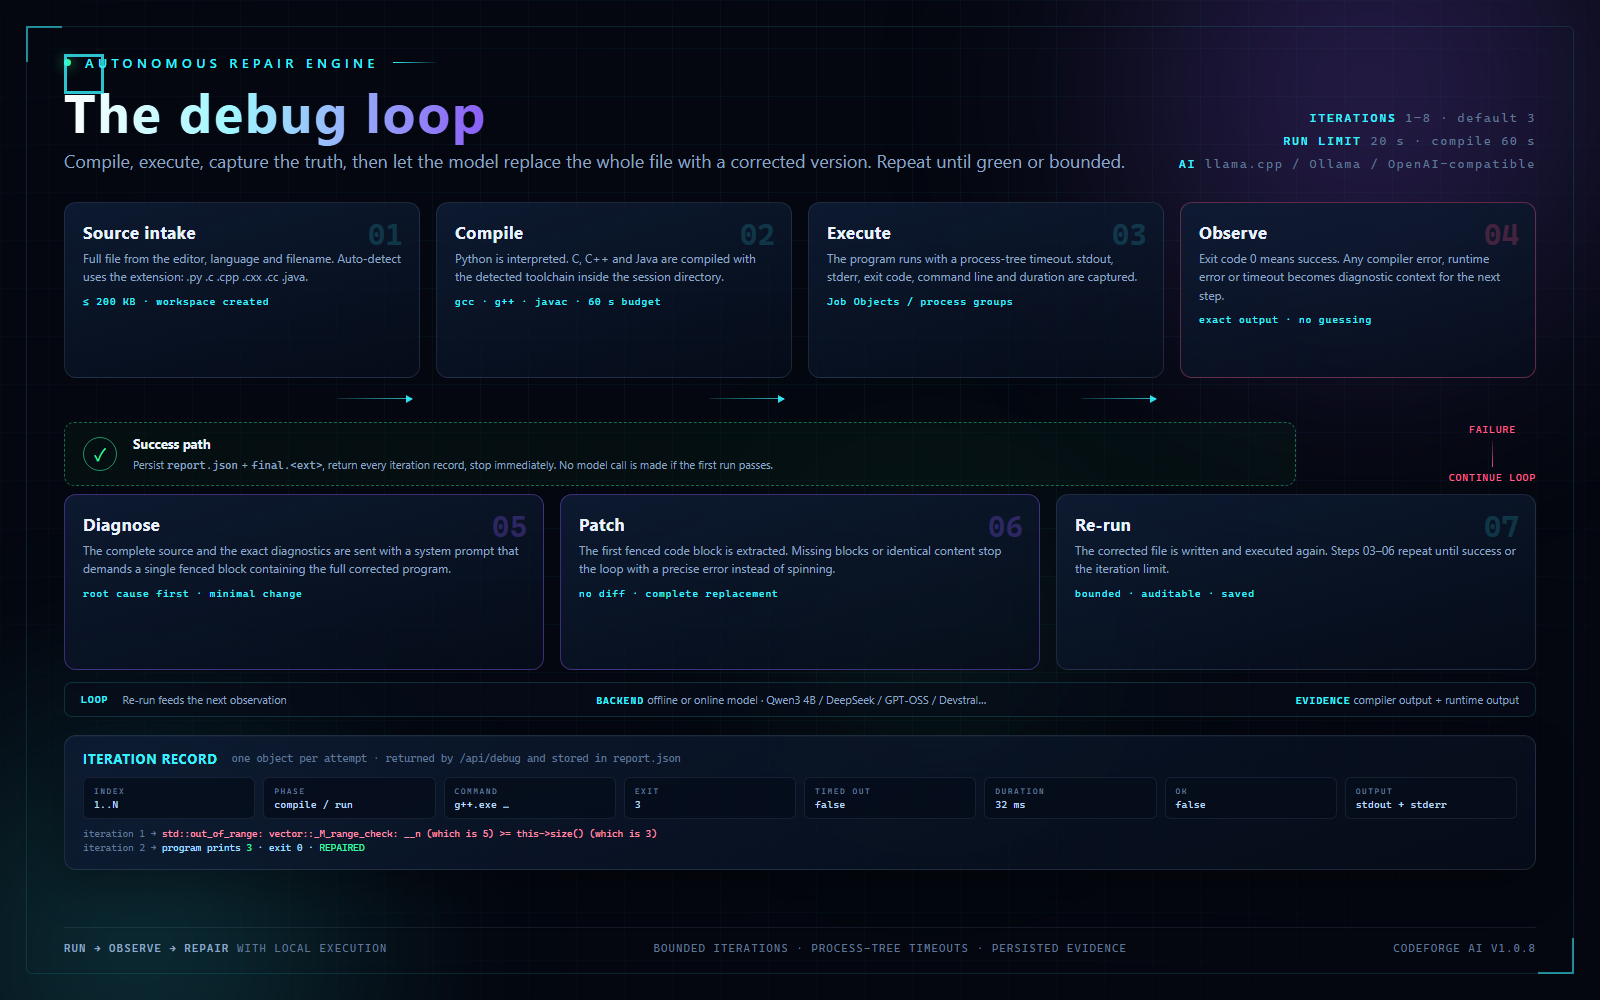 AUTONOMOUS REPAIR ENGINE
The debug loop
Compile, execute, capture the truth, then let the model replace the whole file with a corrected version. Repeat until green or bounded.
ITERATIONS 1–8 · default 3
RUN LIMIT 20 s · compile 60 s
AI llama.cpp / Ollama / OpenAI-compatible
Source intake
01
Full file from the editor, language and filename. Auto-detect
uses the extension: .py .c .cpp .cxx .cc .java.
≤ 200 KB · workspace created
Compile
02
Python is interpreted. C, C++ and Java are compiled with
the detected toolchain inside the session directory.
gcc · g++ · javac · 60 s budget
Execute
03
The program runs with a process-tree timeout. stdout,
stderr, exit code, command line and duration are captured.
Job Objects / process groups
Observe
04
Exit code 0 means success. Any compiler error, runtime
error or timeout becomes diagnostic context for the next
step.
exact output · no guessing
✓
Success path
Persist report.json + final.<ext>, return every iteration record, stop immediately. No model call is made if the first run passes.
FAILURE
CONTINUE LOOP
Diagnose
05
The complete source and the exact diagnostics are sent with a system prompt that
demands a single fenced block containing the full corrected program.
root cause first · minimal change
Patch
06
The first fenced code block is extracted. Missing blocks or identical content stop
the loop with a precise error instead of spinning.
no diff · complete replacement
Re-run
07
The corrected file is written and executed again. Steps 03–06 repeat until success or
the iteration limit.
bounded · auditable · saved
LOOP Re-run feeds the next observation
BACKEND offline or online model · Qwen3 4B / DeepSeek / GPT-OSS / Devstral…
EVIDENCE compiler output + runtime output
ITERATION RECORD one object per attempt · returned by /api/debug and stored in report.json
INDEX
1..N
PHASE
compile / run
COMMAND
g++.exe …
EXIT
3
TIMED OUT
false
DURATION
32 ms
OK
false
OUTPUT
stdout + stderr
iteration 1 → std::out_of_range: vector::_M_range_check: __n (which is 5) >= this->size() (which is 3)
iteration 2 → program prints 3 · exit 0 · REPAIRED
RUN → OBSERVE → REPAIR WITH LOCAL EXECUTION
BOUNDED ITERATIONS · PROCESS-TREE TIMEOUTS · PERSISTED EVIDENCE
CODEFORGE AI V1.0.8